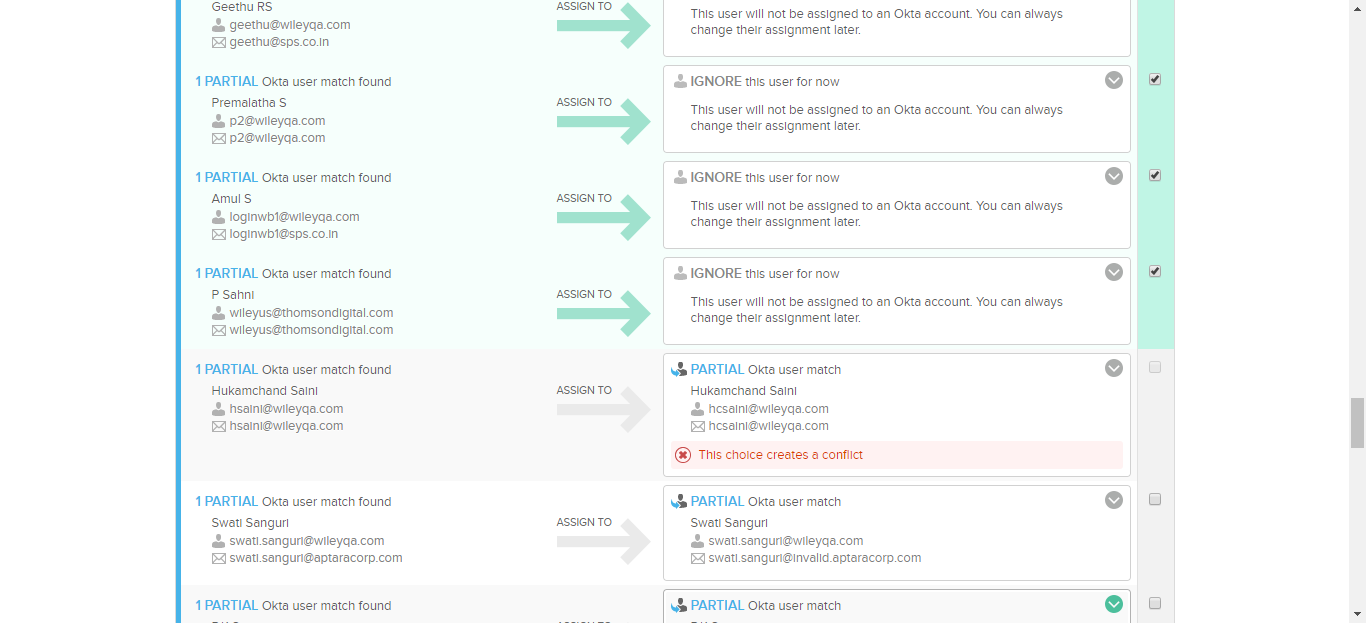 Geethu RS
geethu@wileyqa.com
geethu@sps.co.in
ASSIGN TO
This user will not be assigned to an Okta account. You can always
change their assignment later.
1 PARTIAL Okta user match found
Premalatha S
p2@wileyqa.com
p2@wileyqa.com
ASSIGN TO
IGNORE this user for now
This user will not be assigned to an Okta account. You can always
change their assignment later.
1 PARTIAL Okta user match found
Amul S
loginwb1@wileyqa.com
loginwb1@sps.co.in
ASSIGN TO
IGNORE this user for now
This user will not be assigned to an Okta account. You can always
change their assignment later.
1 PARTIAL Okta user match found
P Sahni
wileyus@thomsondigital.com
wileyus@thomsondigital.com
ASSIGN TO
IGNORE this user for now
This user will not be assigned to an Okta account. You can always
change their assignment later.
1 PARTIAL Okta user match found
Hukamchand Saini
hsaini@wileyqa.com
hsaini@wileyqa.com
ASSIGN TO
PARTIAL Okta user match
Hukamchand Saini
hcsaini@wileyqa.com
hcsaini@wileyqa.com
This choice creates a conflict
1 PARTIAL Okta user match found
Swati Sanguri
swati.sanguri@wileyqa.com
swati.sanguri@aptaracorp.com
ASSIGN TO
PARTIAL Okta user match
Swati Sanguri
swati.sanguri@wileyqa.com
swati.sanguri@invalid.aptaracorp.com
1 PARTIAL Okta user match found
PARTIAL Okta user match